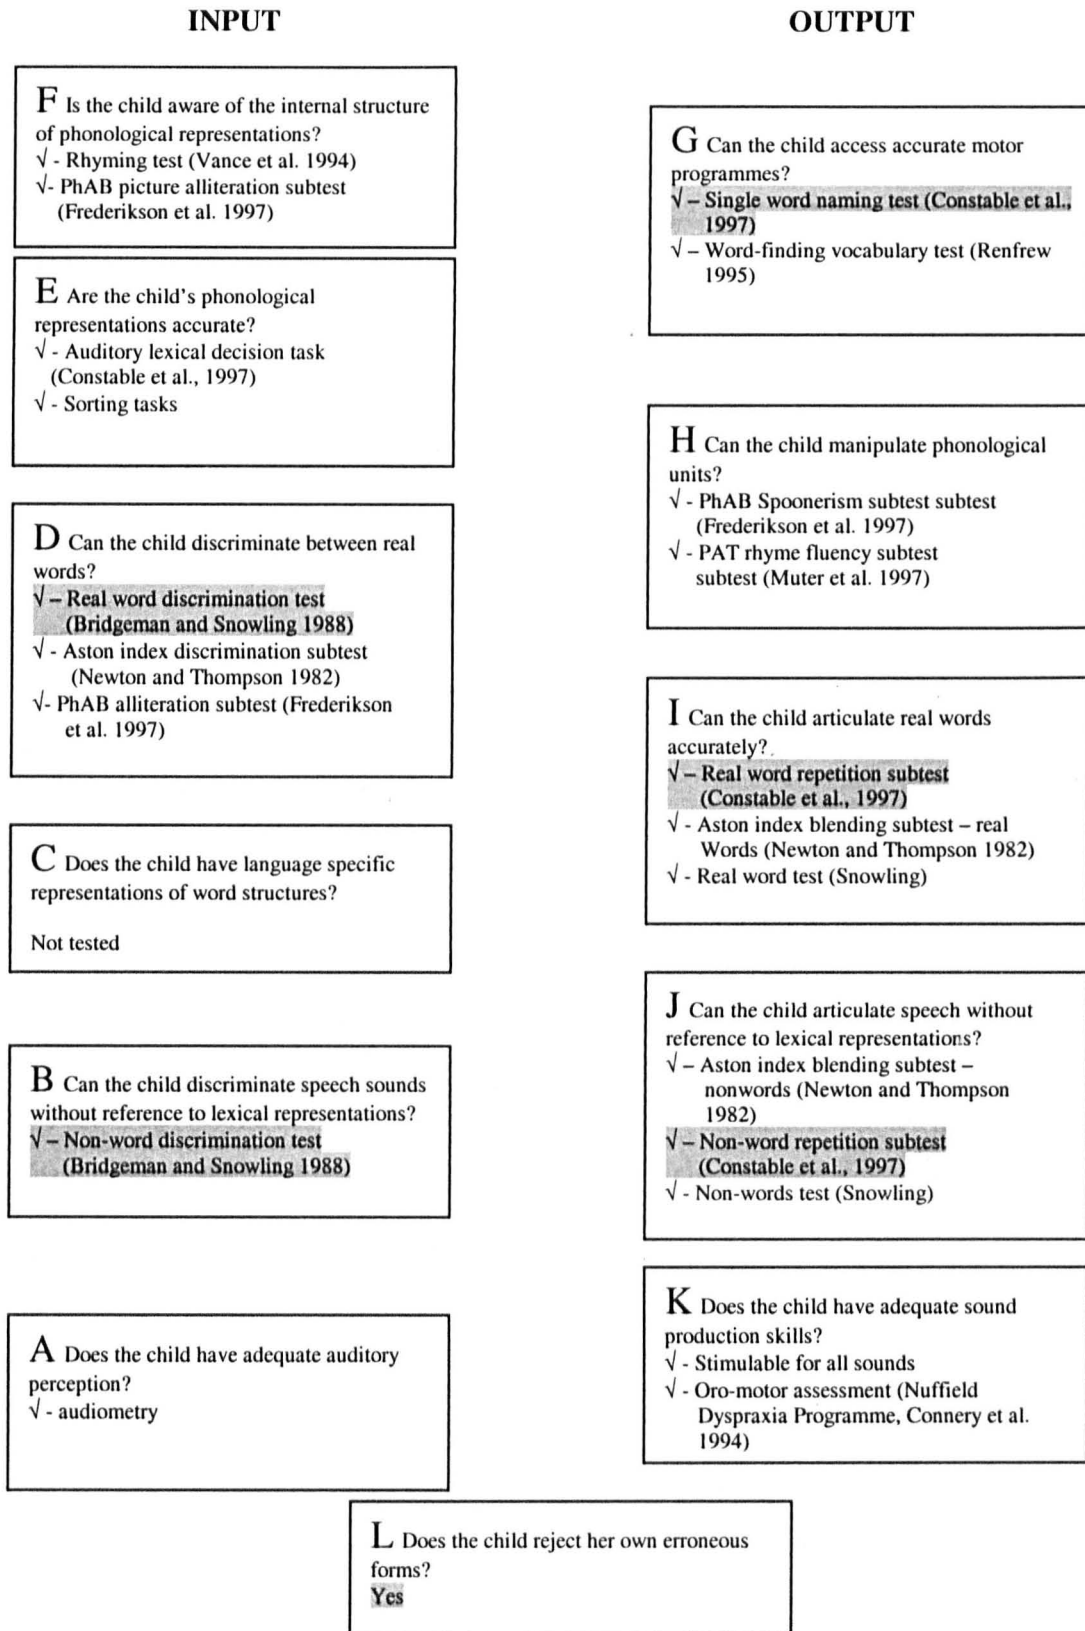 INPUT
F Is the child aware of the internal structure
of phonological representations?
√ - Rhyming test (Vance et al. 1994)
√- PhAB picture alliteration subtest
(Frederikson et al. 1997)
E Are the child's phonological
representations accurate?
√ - Auditory lexical decision task
(Constable et al., 1997)
√ - Sorting tasks
D Can the child discriminate between real
words?
√ – Real word discrimination test
(Bridgeman and Snowling 1988)
√ - Aston index discrimination subtest
(Newton and Thompson 1982)
√- PhAB alliteration subtest (Frederikson
et al. 1997)
C Does the child have language specific
representations of word structures?
Not tested
B Can the child discriminate speech sounds
without reference to lexical representations?
√ – Non-word discrimination test
(Bridgeman and Snowling 1988)
A Does the child have adequate auditory
perception?
√ - audiometry
OUTPUT
G Can the child access accurate motor
programmes?
√ – Single word naming test (Constable et al.,
1997)
√ – Word-finding vocabulary test (Renfrew
1995)
H Can the child manipulate phonological
units?
√ - PhAB Spoonerism subtest subtest
(Frederikson et al. 1997)
√ - PAT rhyme fluency subtest
subtest (Muter et al. 1997)
I Can the child articulate real words
accurately?
√ – Real word repetition subtest
(Constable et al., 1997)
√ - Aston index blending subtest – real
Words (Newton and Thompson 1982)
√ - Real word test (Snowling)
J Can the child articulate speech without
reference to lexical representations?
√ – Aston index blending subtest –
nonwords (Newton and Thompson
1982)
√ – Non-word repetition subtest
(Constable et al., 1997)
√ - Non-words test (Snowling)
K Does the child have adequate sound
production skills?
√ - Stimulable for all sounds
√ - Oro-motor assessment (Nuffield
Dyspraxia Programme, Connery et al.
1994)
L Does the child reject her own erroneous
forms?
Yes